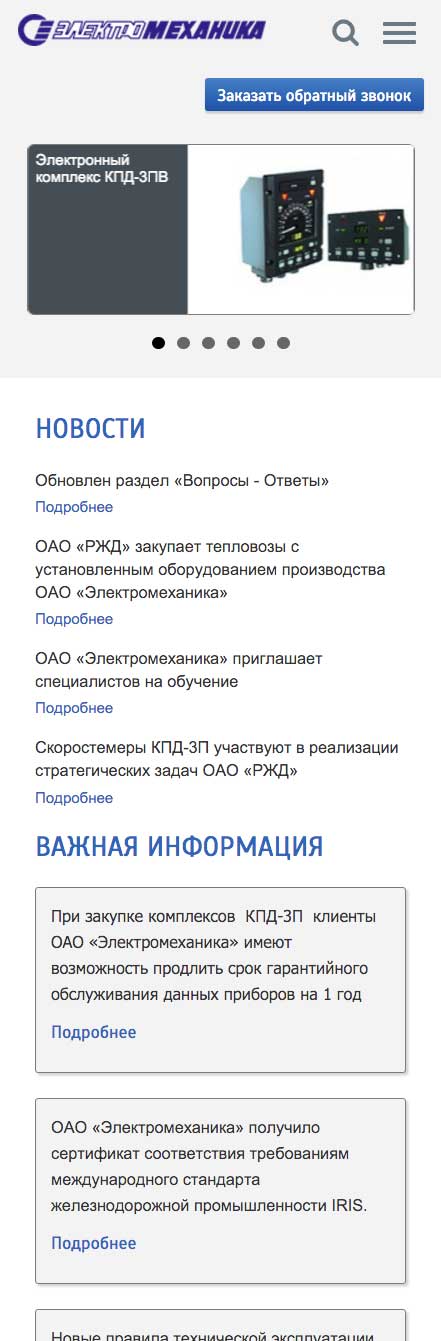 ЭЛЕКТРОМЕХАНИКА
Заказать обратный звонок
Электронный
комплекс КПД-3ПВ
НОВОСТИ
Обновлен раздел «Вопросы - Ответы»
Подробнее
ОАО «РЖД» закупает тепловозы с
установленным оборудованием производства
ОАО «Электромеханика»
Подробнее
ОАО «Электромеханика» приглашает
специалистов на обучение
Подробнее
Скоростемеры КПД-3П участвуют в реализации
стратегических задач ОАО «РЖД»
Подробнее
ВАЖНАЯ ИНФОРМАЦИЯ
При закупке комплексов  КПД-3П  клиенты
ОАО «Электромеханика» имеют
возможность продлить срок гарантийного
обслуживания данных приборов на 1 год
Подробнее
ОАО «Электромеханика» получило
сертификат соответствия требованиям
международного стандарта
железнодорожной промышленности IRIS.
Подробнее
Новые правила технической эксплуатации